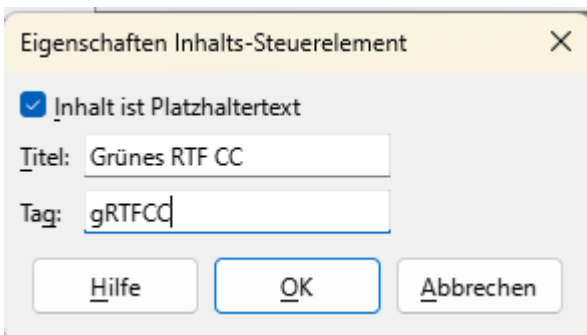 Eigenschaften Inhalts-Steuerelement
Inhalt ist Platzhaltertext
Titel: Grünes RTF CC
Tag: gRTFCC
Hilfe OK Abbrechen